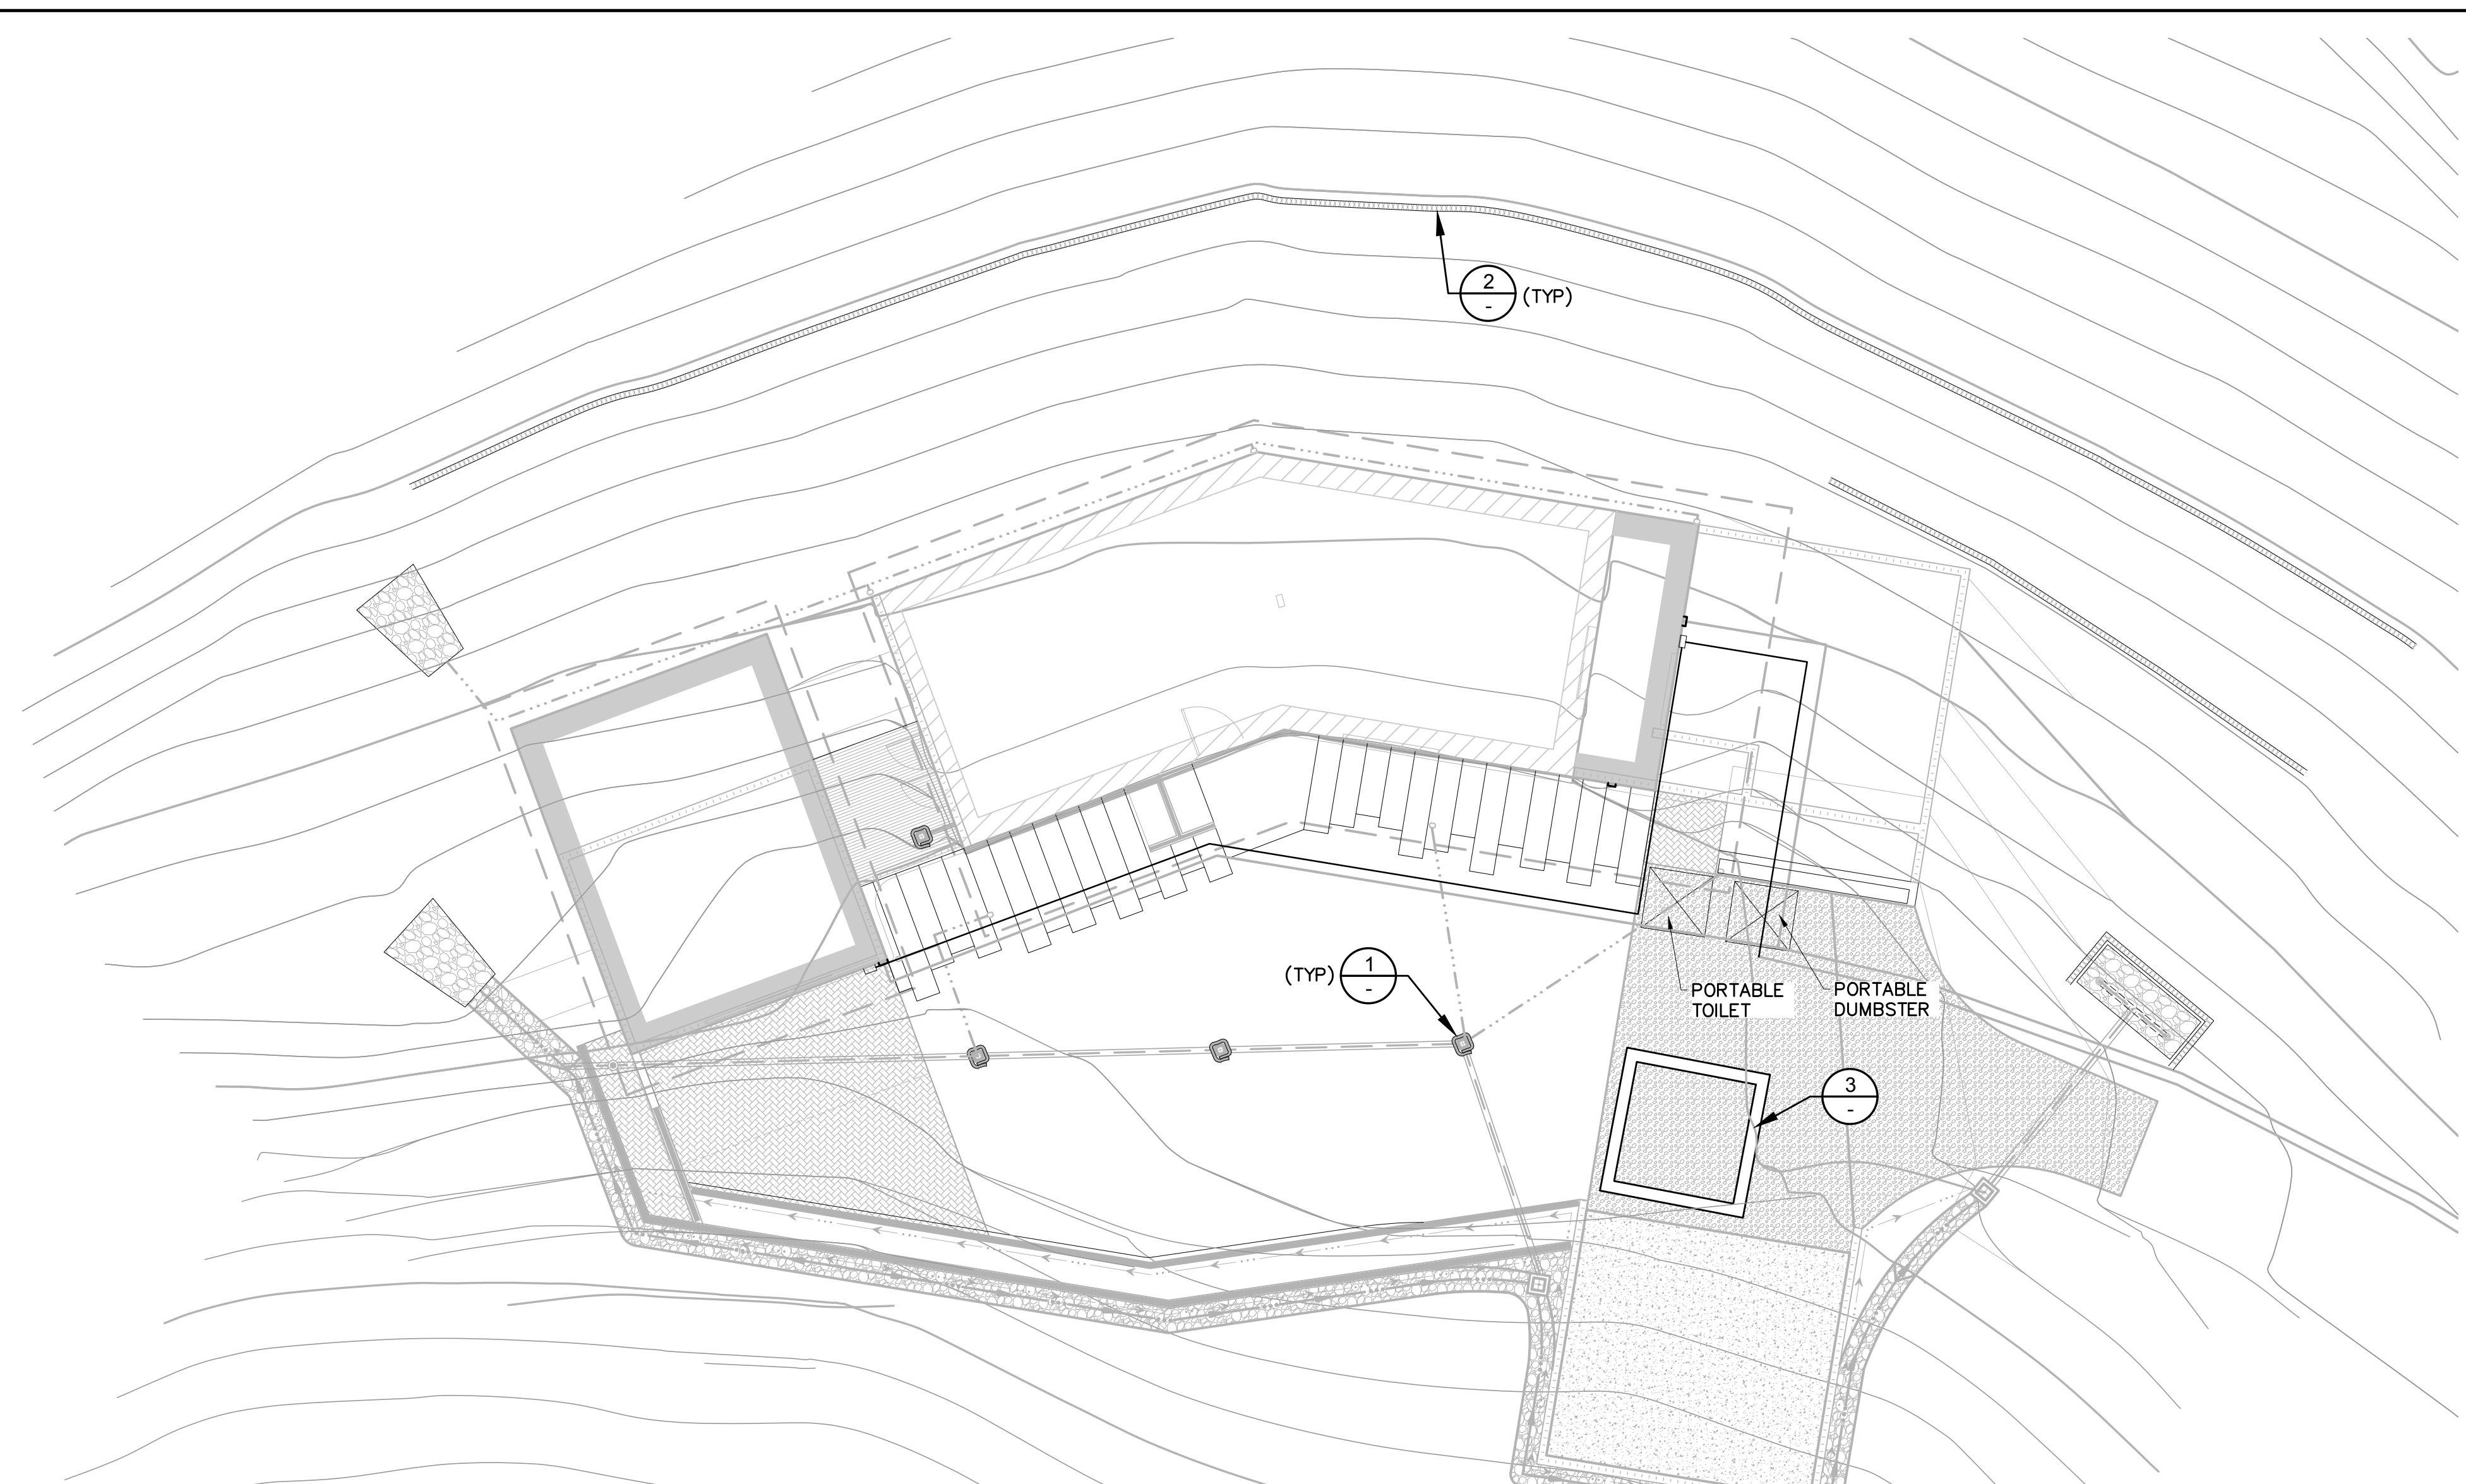 2
-
(TYP)
(TYP)
1
-
PORTABLE
TOILET
PORTABLE
DUMBSTER
3
-